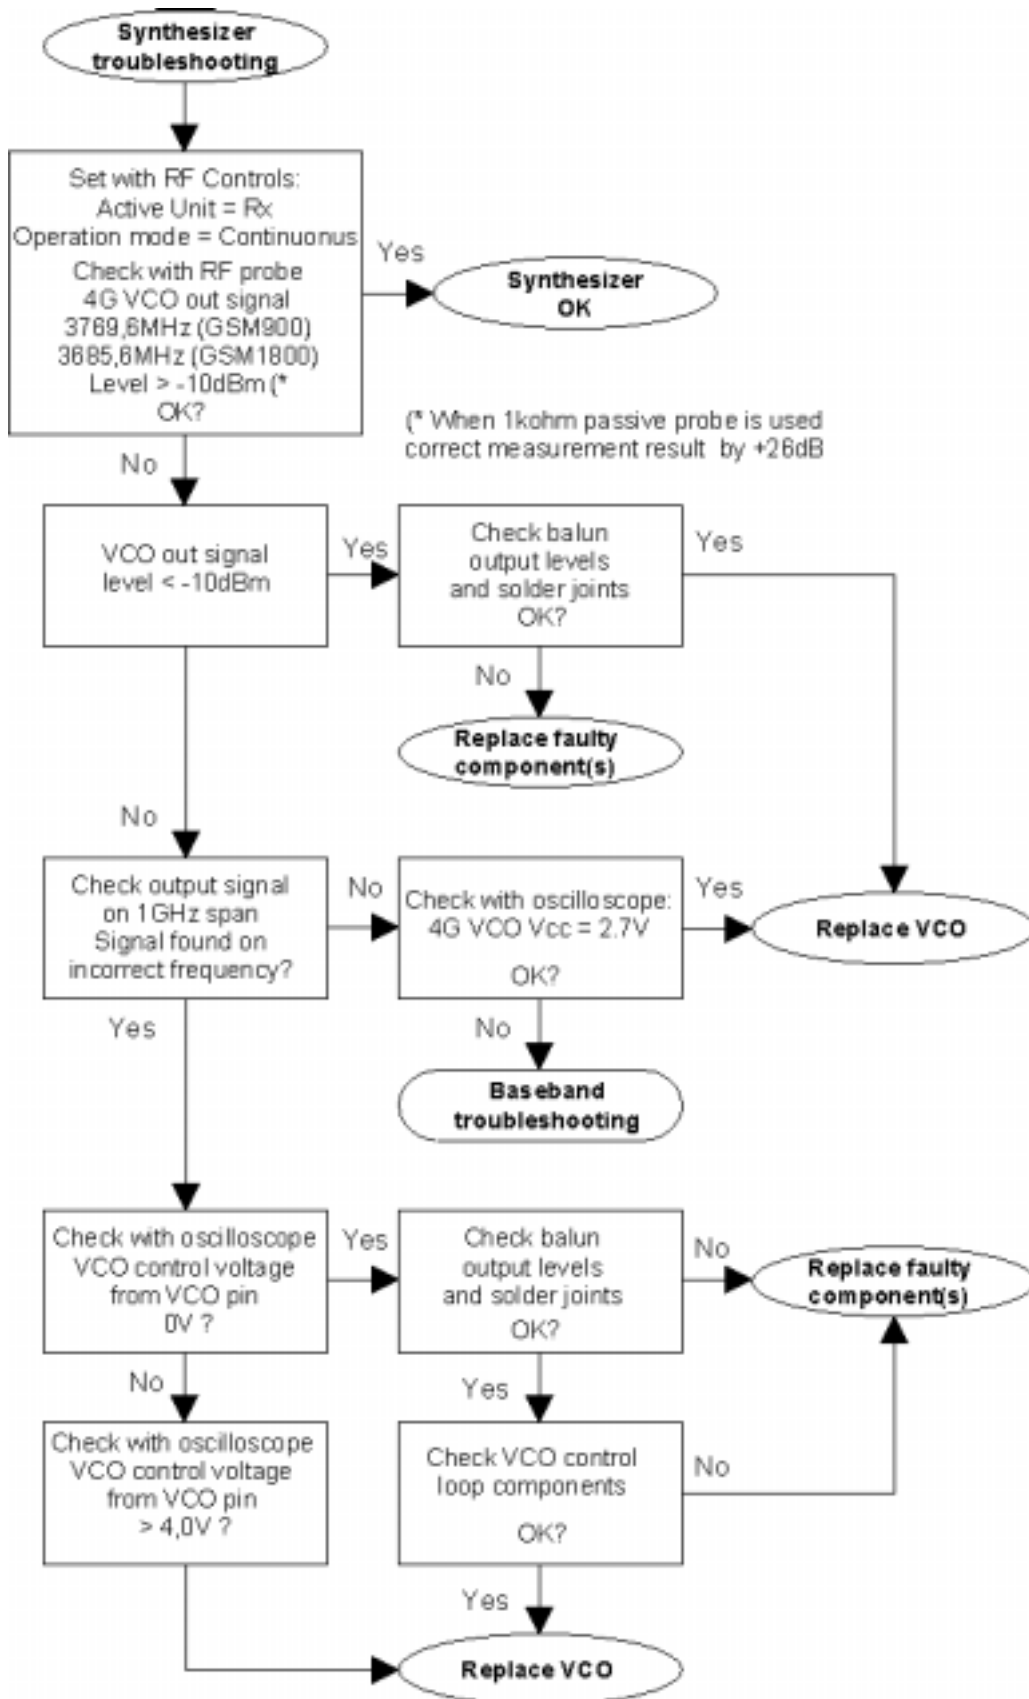 Synthesizer
troubleshooting
Set with RF Controls:
Active Unit = Rx
Operation mode = Continuonus
Check with RF probe
4G VCO out signal
3769,6MHz (GSM900)
3685,6MHz (GSM1800)
Level > -10dBm (*
OK?
Yes
Synthesizer
OK
(* When 1kohm passive probe is used
correct measurement result by +26dB
No
VCO out signal
level < -10dBm
Yes
Check balun
output levels
and solder joints
OK?
Yes
No
Replace faulty
component(s)
No
Check output signal
on 1GHz span
Signal found on
incorrect frequency?
No
Check with oscilloscope:
4G VCO Vcc = 2.7V
OK?
Yes
Replace VCO
No
Baseband
troubleshooting
Yes
Check with oscilloscope
VCO control voltage
from VCO pin
0V ?
Yes
Check balun
output levels
and solder joints
OK?
No
Replace faulty
component(s)
No
Yes
Check with oscilloscope
VCO control voltage
from VCO pin
> 4,0V ?
Check VCO control
loop components
OK?
No
Yes
Replace VCO